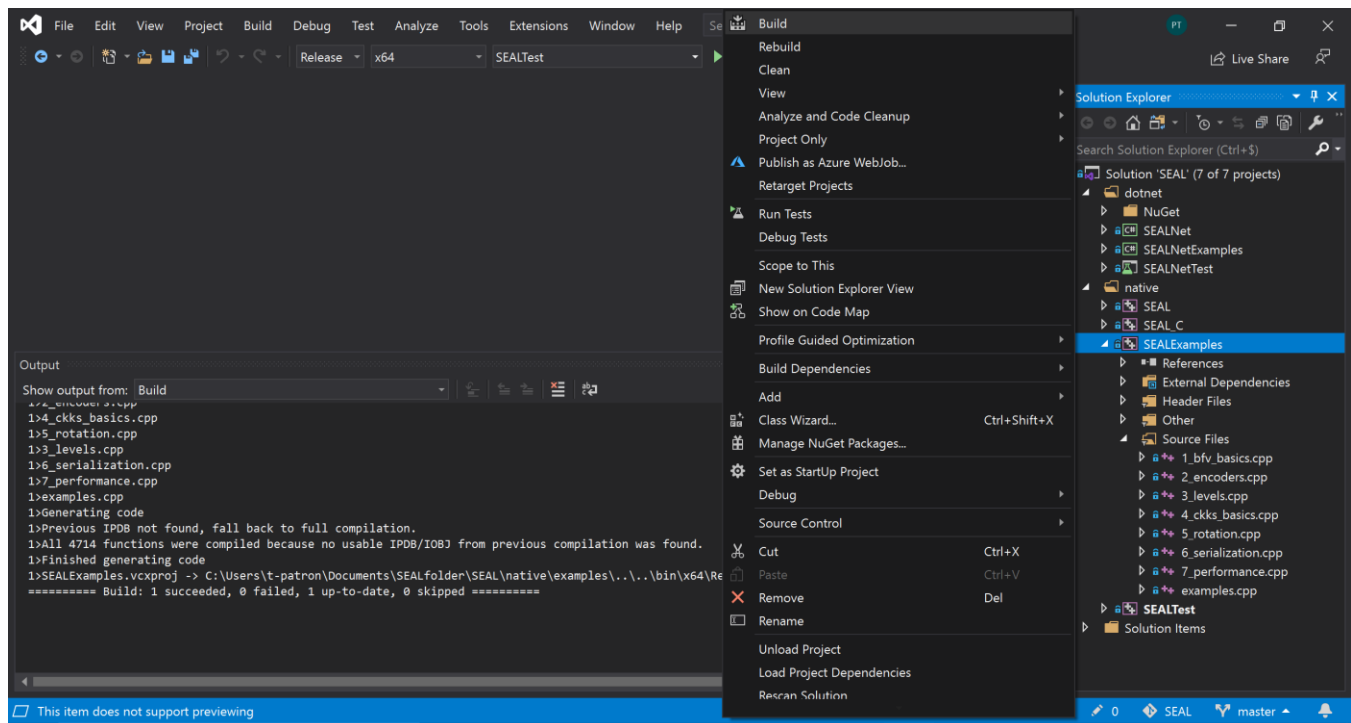 File Edit View Project Build Debug Test Analyze Tools Extensions Window Help Se
PT
Release x64 SEALTest
Live Share
Build
Rebuild
Clean
View
Analyze and Code Cleanup
Project Only
Publish as Azure WebJob...
Retarget Projects
Run Tests
Debug Tests
Scope to This
New Solution Explorer View
Show on Code Map
Profile Guided Optimization
Build Dependencies
Add
Class Wizard... Ctrl+Shift+X
Manage NuGet Packages...
Set as StartUp Project
Debug
Source Control
Cut Ctrl+X
Paste Ctrl+V
Remove Del
Rename
Unload Project
Load Project Dependencies
Rescan Solution
Solution Explorer
Search Solution Explorer (Ctrl+$)
Solution 'SEAL' (7 of 7 projects)
dotnet
NuGet
C# SEALNet
C# SEALNetExamples
SEALNetTest
native
SEAL
SEAL_C
SEALExamples
References
External Dependencies
Header Files
Other
Source Files
1_bfv_basics.cpp
2_encoders.cpp
3_levels.cpp
4_ckks_basics.cpp
5_rotation.cpp
6_serialization.cpp
7_performance.cpp
examples.cpp
SEALTest
Solution Items
Output
Show output from: Build
1>2_encoders.cpp
1>4_ckks_basics.cpp
1>5_rotation.cpp
1>3_levels.cpp
1>6_serialization.cpp
1>7_performance.cpp
1>examples.cpp
1>Generating code
1>Previous IPDB not found, fall back to full compilation.
1>All 4714 functions were compiled because no usable IPDB/IOBJ from previous compilation was found.
1>Finished generating code
1>SEALExamples.vcxproj -> C:\Users\t-patron\Documents\SEALfolder\SEAL\native\examples\..\..\bin\x64\Re
========== Build: 1 succeeded, 0 failed, 1 up-to-date, 0 skipped ==========
This item does not support previewing
0 SEAL master